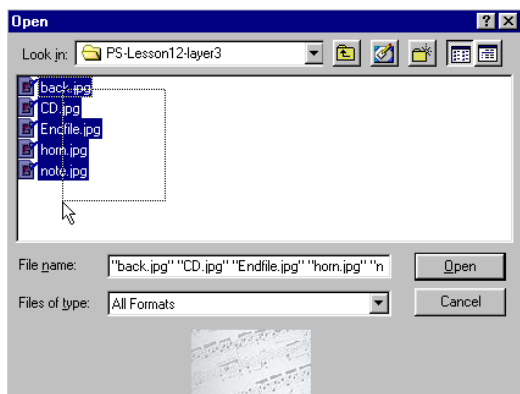 Open
Look in: PS-Lesson12-layer3
back.jpg
CD.jpg
Endfile.jpg
horn.jpg
note.jpg
File name: "back.jpg" "CD.jpg" "Endfile.jpg" "horn.jpg" "n Open
Files of type: All Formats Cancel